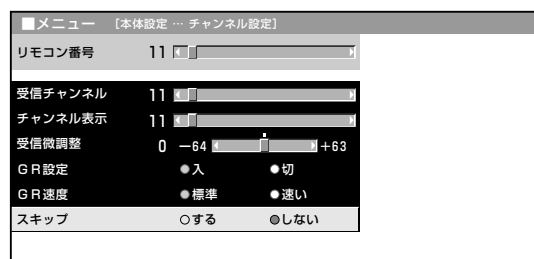 ■メニュー [本体設定 … チャンネル設定]
リモコン番号 11
受信チャンネル 11
チャンネル表示 11
受信微調整 0 −64 +63
GR設定 ●入 ●切
GR速度 ●標準 ●速い
スキップ ○する ●しない